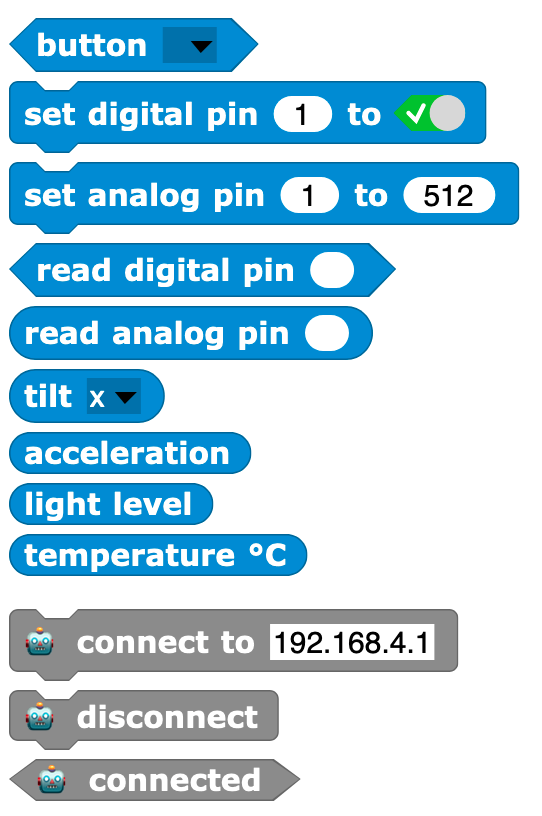 button
set digital pin 1 to
set analog pin 1 to 512
read digital pin
read analog pin
tilt x
acceleration
light level
temperature °C
connect to 192.168.4.1
disconnect
connected